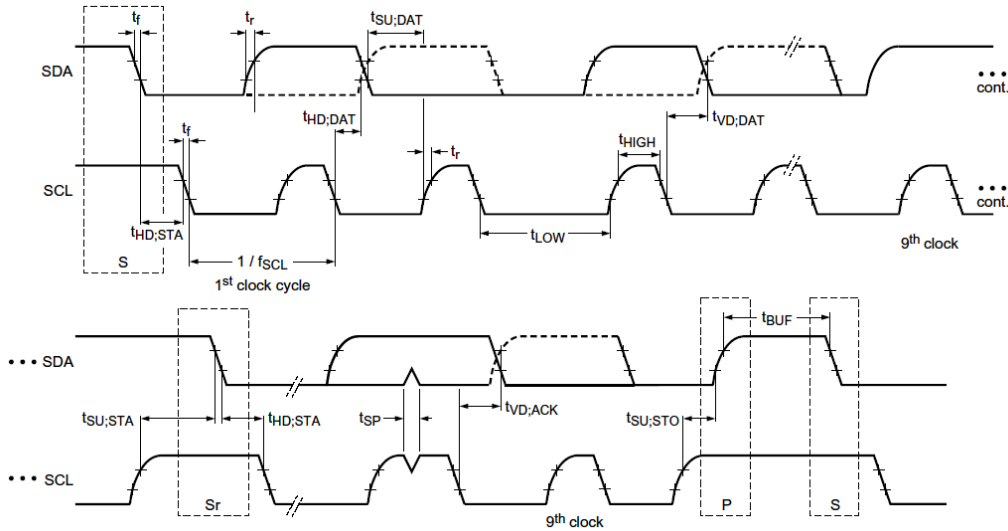 tf
tr
tSU;DAT
SDA
cont.
tHD;DAT
tVD;DAT
tf
tr
tHIGH
SCL
cont.
tHD;STA
tLOW
9th clock
S
1 / fSCL
1st clock cycle
tBUF
SDA
tSU;STA
tHD;STA
tSP
tVD;ACK
tSU;STO
SCL
Sr
9th clock
P
S